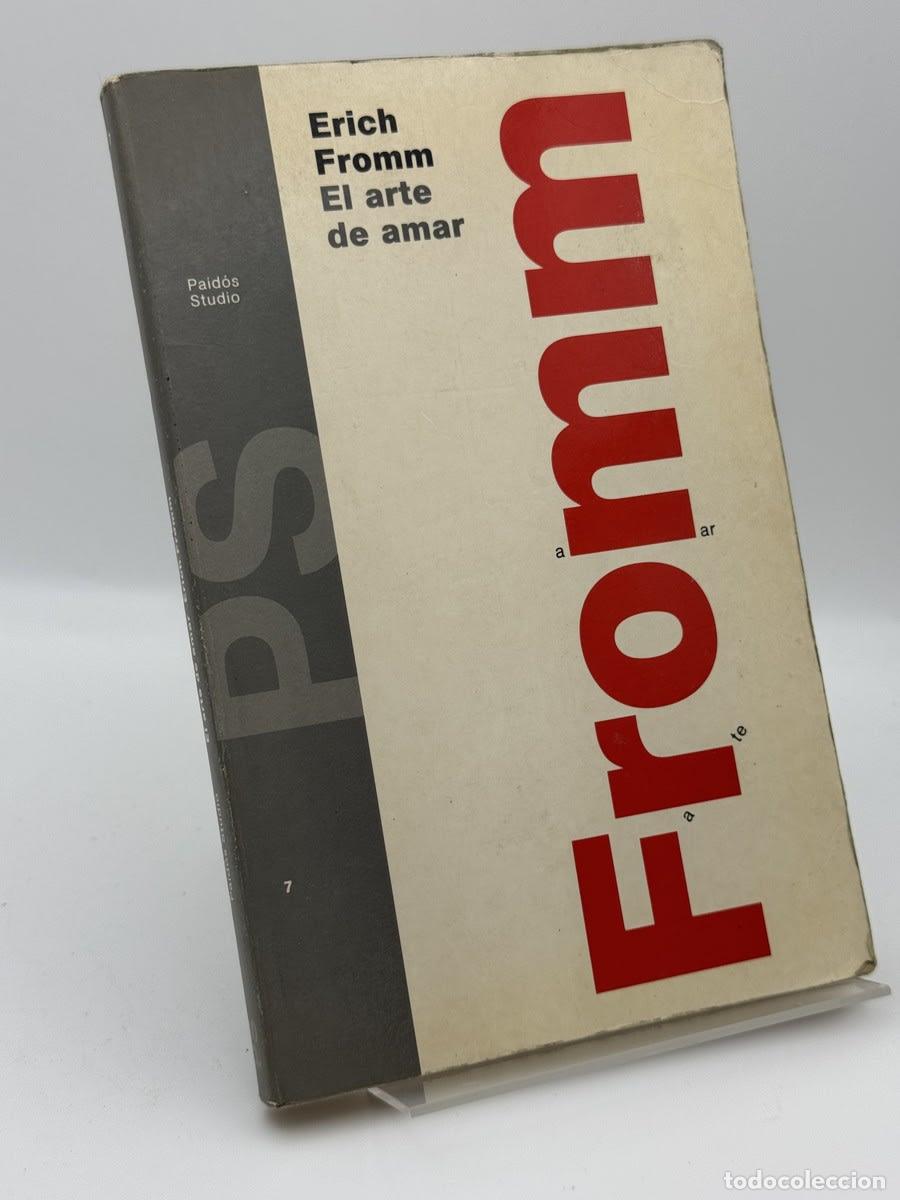 Erich
Fromm
El arte
de amar
Paidós
Studio
PS
7
Fromm
a
ar
a
te
todocoleccion